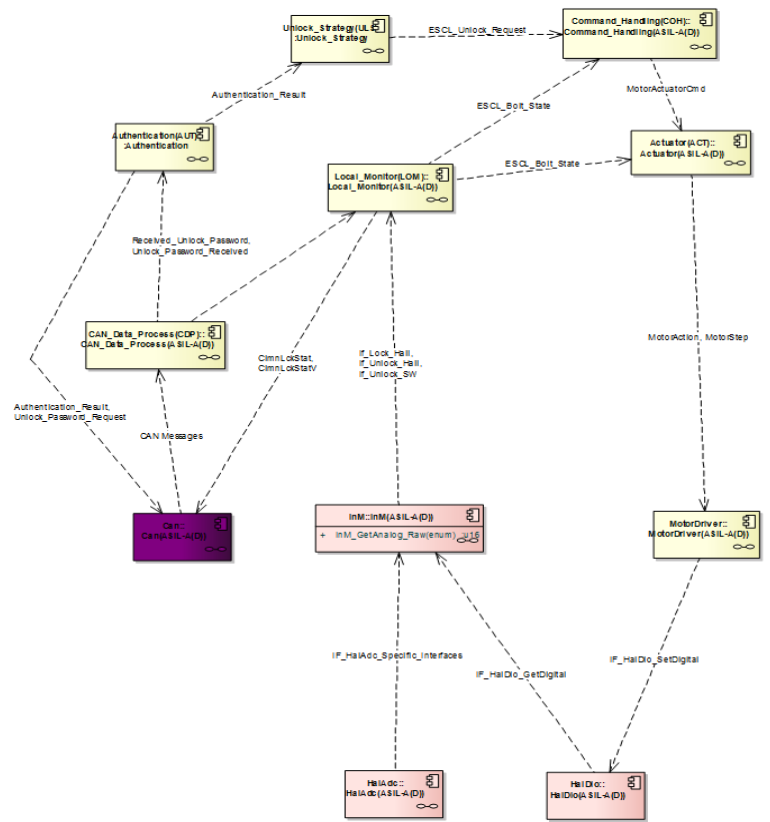 Unlock_Strategy(ULS)
:Unlock_Strategy
ESCL_Unlock_Request
Command_Handling(COH)::
Command_Handling(ASIL-A(D))
Authentication_Result
MotorActuatorCmd
ESCL_Bolt_State
Authentication(AUT)
:Authentication
Actuator(ACT)::
Actuator(ASIL-A(D))
ESCL_Bolt_State
Local_Monitor(LOM)::
Local_Monitor(ASIL-A(D))
Received_Unlock_Password,
Unlock_Password_Received
CAN_Data_Process(CDP)::
CAN_Data_Process(ASIL-A(D))
MotorAction, MotorStep
ClmnLckStat,
ClmnLckStatV
If_Lock_Hall,
If_Unlock_Hall,
If_Unlock_SW
Authentication_Result,
Unlock_Password_Request
CAN Messages
Can::
Can(ASIL-A(D))
InM::InM(ASIL-A(D))
+ InM_GetAnalog_Raw(enum) :u16
MotorDriver::
MotorDriver(ASIL-A(D))
IF_HalAdc_Specific_Interfaces
IF_HalDio_SetDigital
IF_HalDio_GetDigital
HalAdc::
HalAdc(ASIL-A(D))
HalDio::
HalDio(ASIL-A(D))